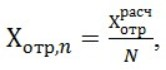 Xотр,n = Xотр^расч / N,